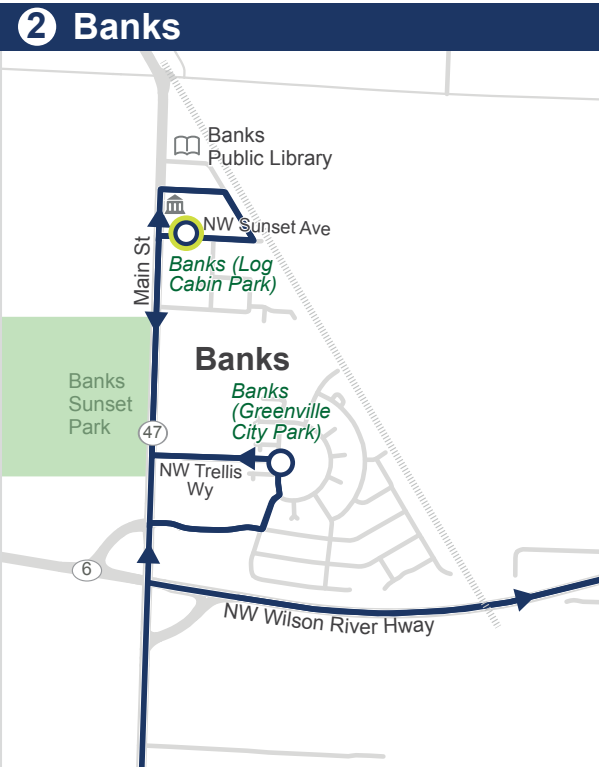 2 Banks
Banks
Public Library
NW Sunset Ave
Main St
Banks (Log
Cabin Park)
Banks
Banks
Sunset
Park
Banks
(Greenville
City Park)
47
NW Trellis
Wy
6
NW Wilson River Hway